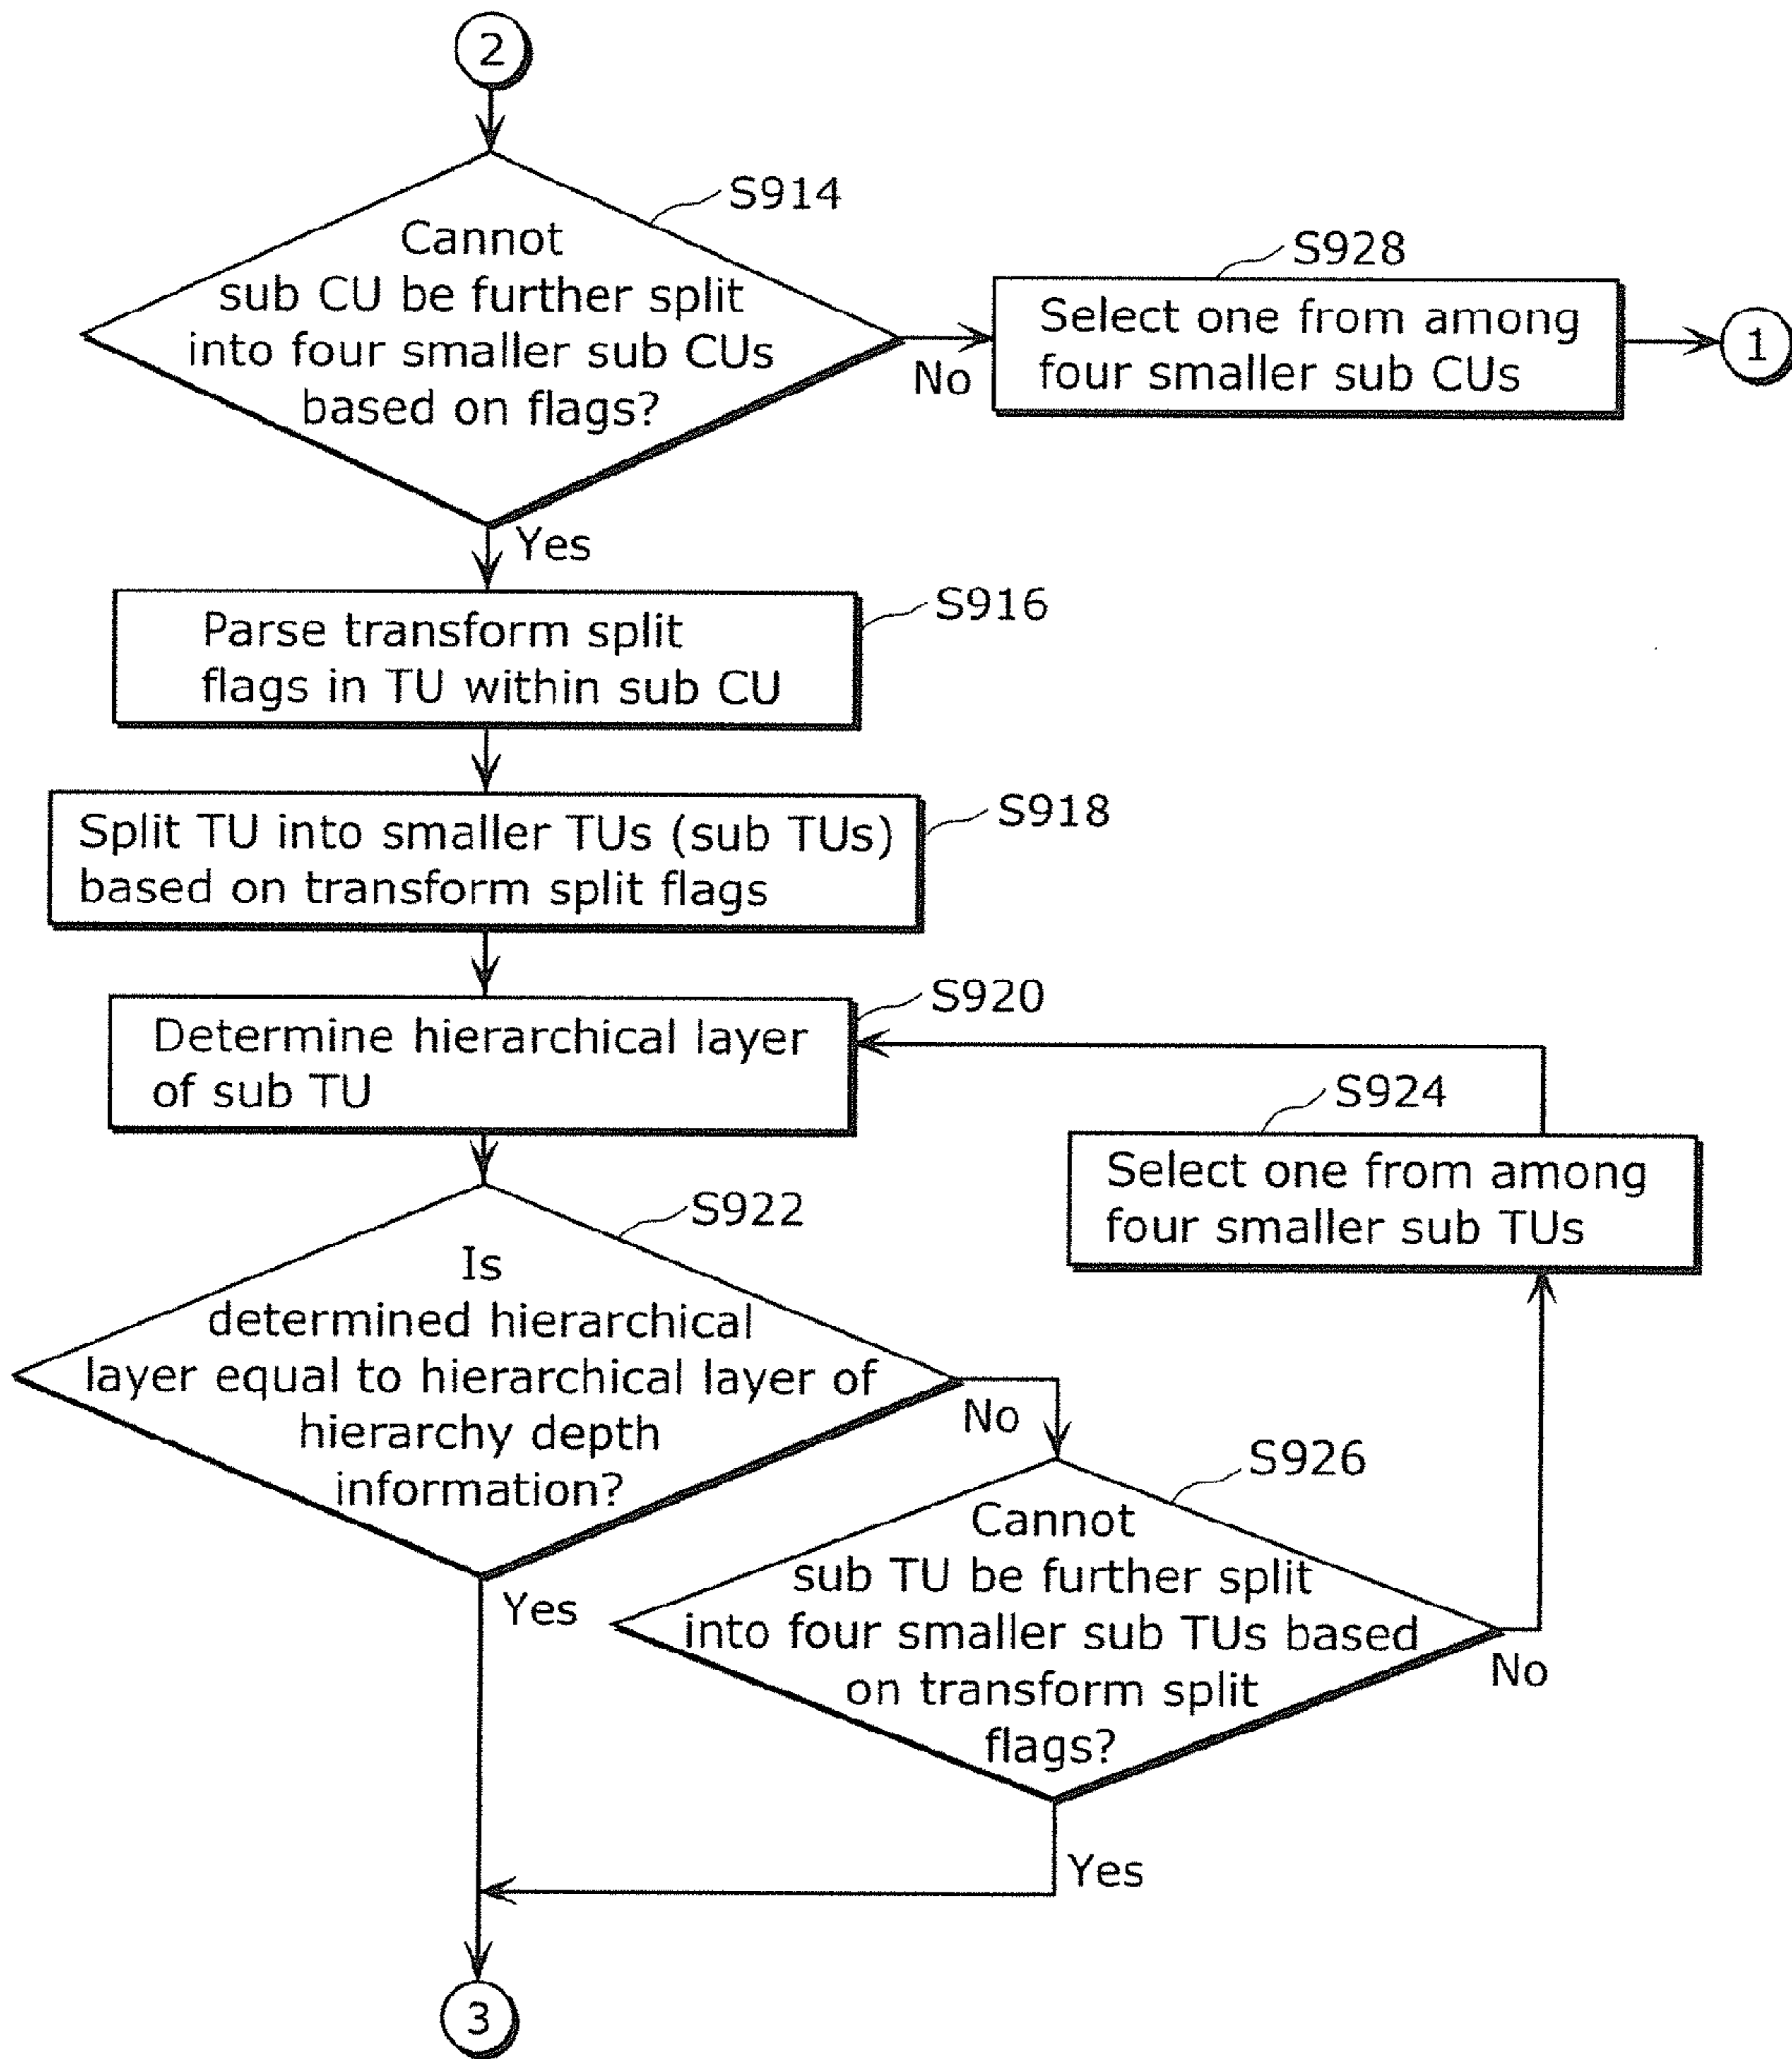 2
S914
Cannot
sub CU be further split
into four smaller sub CUs
based on flags?
No
S928
Select one from among
four smaller sub CUs
1
Yes
S916
Parse transform split
flags in TU within sub CU
S918
Split TU into smaller TUs (sub TUs)
based on transform split flags
S920
Determine hierarchical layer
of sub TU
S924
Select one from among
four smaller sub TUs
S922
Is
determined hierarchical
layer equal to hierarchical layer of
hierarchy depth
information?
No
Yes
S926
Cannot
sub TU be further split
into four smaller sub TUs based
on transform split
flags?
No
Yes
3